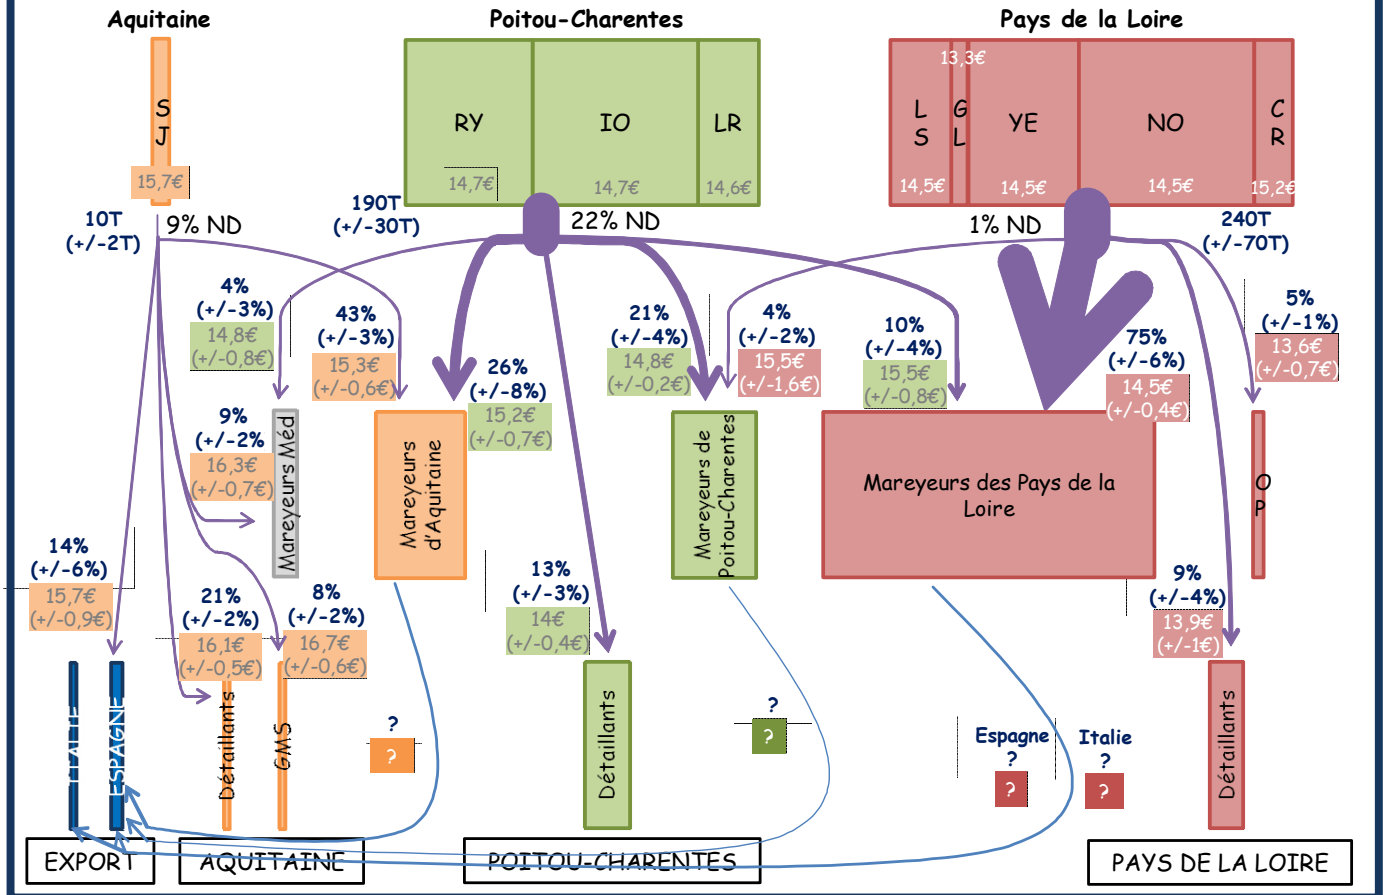 Aquitaine
Poitou-Charentes
Pays de la Loire
S
J
15,7€
RY
14,7€
IO
14,7€
LR
14,6€
L
S
14,5€
13,3€
G
L
YE
14,5€
NO
14,5€
C
R
15,2€
10T
(+/-2T)
9% ND
190T
(+/-30T)
22% ND
1% ND
240T
(+/-70T)
4%
(+/-3%)
14,8€
(+/-0,8€)
43%
(+/-3%)
15,3€
(+/-0,6€)
26%
(+/-8%)
15,2€
(+/-0,7€)
21%
(+/-4%)
14,8€
(+/-0,2€)
4%
(+/-2%)
15,5€
(+/-1,6€)
10%
(+/-4%)
15,5€
(+/-0,8€)
75%
(+/-6%)
14,5€
(+/-0,4€)
5%
(+/-1%)
13,6€
(+/-0,7€)
9%
(+/-2%
16,3€
(+/-0,7€)
Mareyeurs Méd
Mareyeurs
d'Aquitaine
Mareyeurs de
Poitou-Charentes
Mareyeurs des Pays de la
Loire
O
P
14%
(+/-6%)
15,7€
(+/-0,9€)
21%
(+/-2%)
16,1€
(+/-0,5€)
8%
(+/-2%)
16,7€
(+/-0,6€)
13%
(+/-3%)
14€
(+/-0,4€)
9%
(+/-4%)
13,9€
(+/-1€)
ITALIE
ESPAGNE
Détaillants
GMS
?
?
Détaillants
?
?
Espagne
?
?
Italie
?
?
Détaillants
EXPORT
AQUITAINE
POITOU-CHARENTES
PAYS DE LA LOIRE